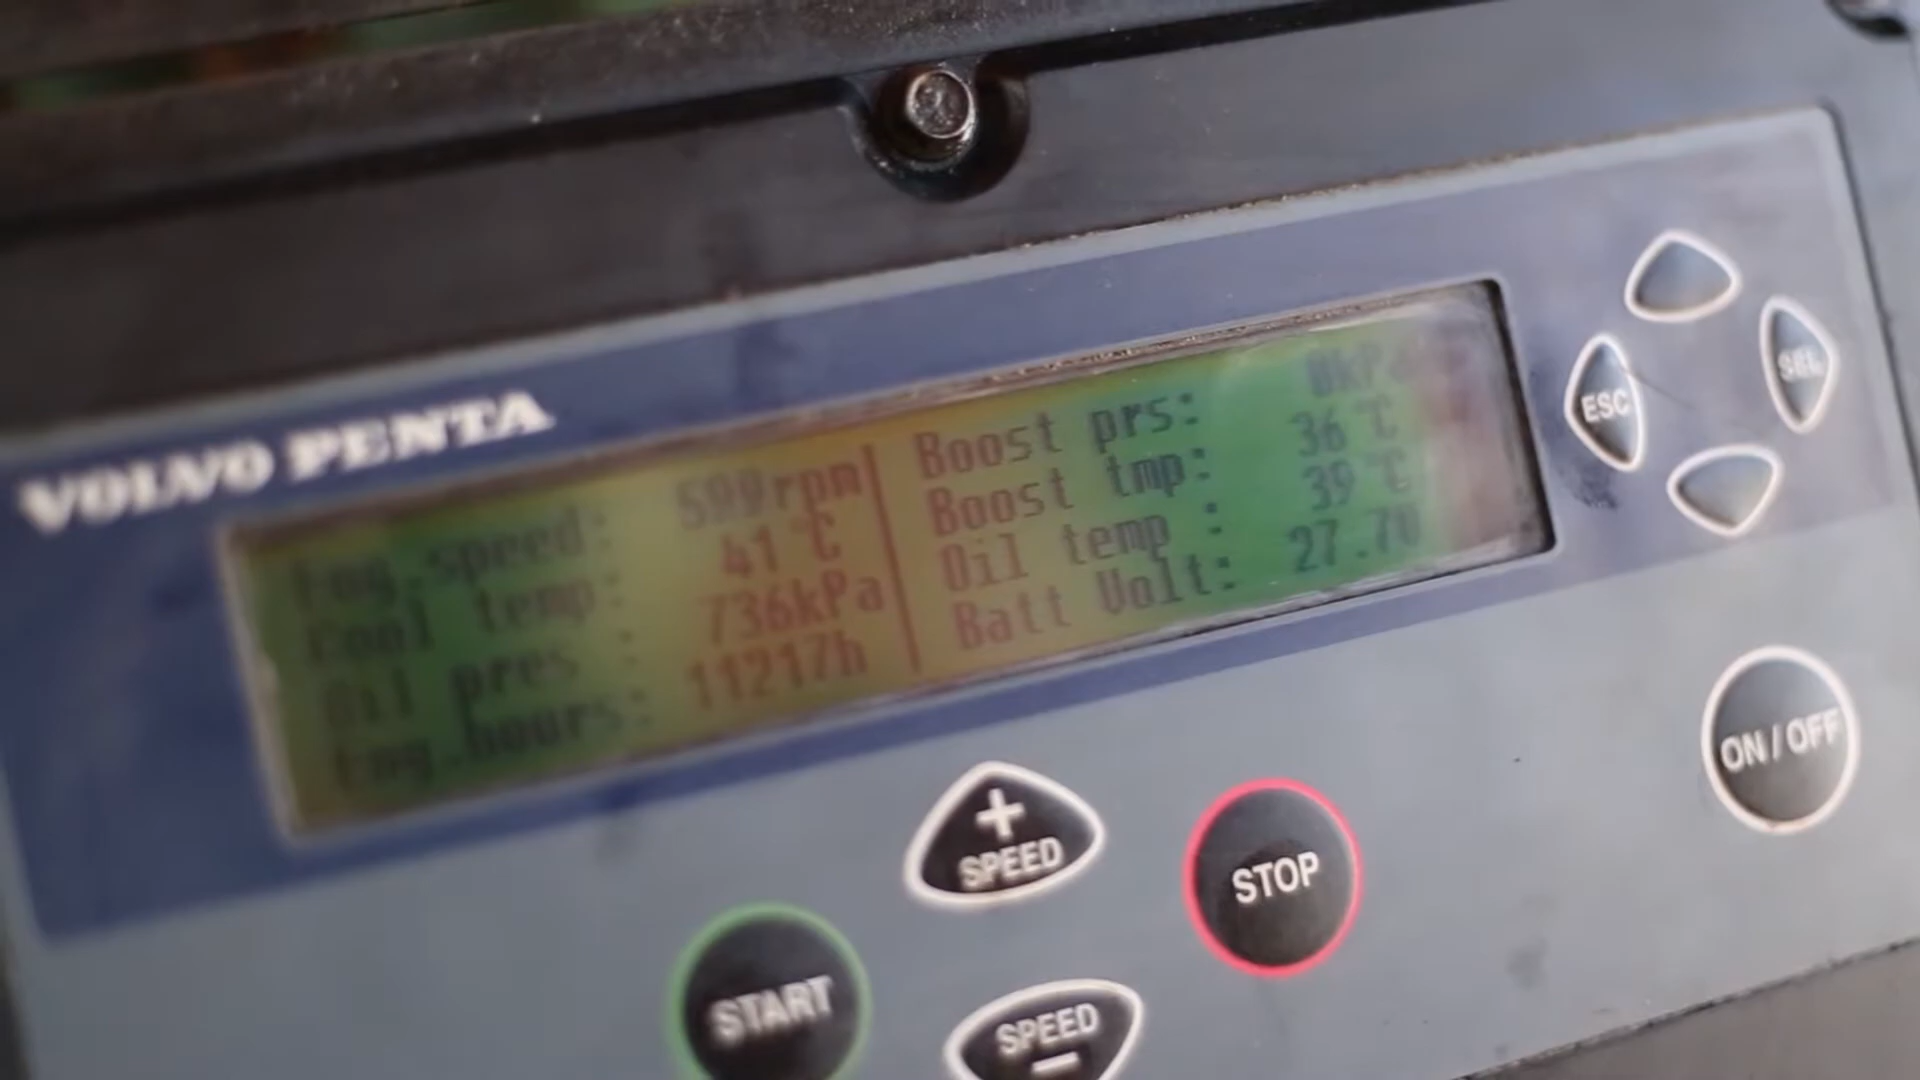 VOLVO PENTA
Eng.speed: 599rpm
Cool temp: 41°C
Oil pres : 736kPa
Eng.hours: 11217h
Boost prs: 0kPa
Boost tmp: 36°C
Oil temp : 39°C
Batt Volt: 27.7V
ESC
SEL
ON / OFF
+
SPEED
STOP
START
SPEED
–